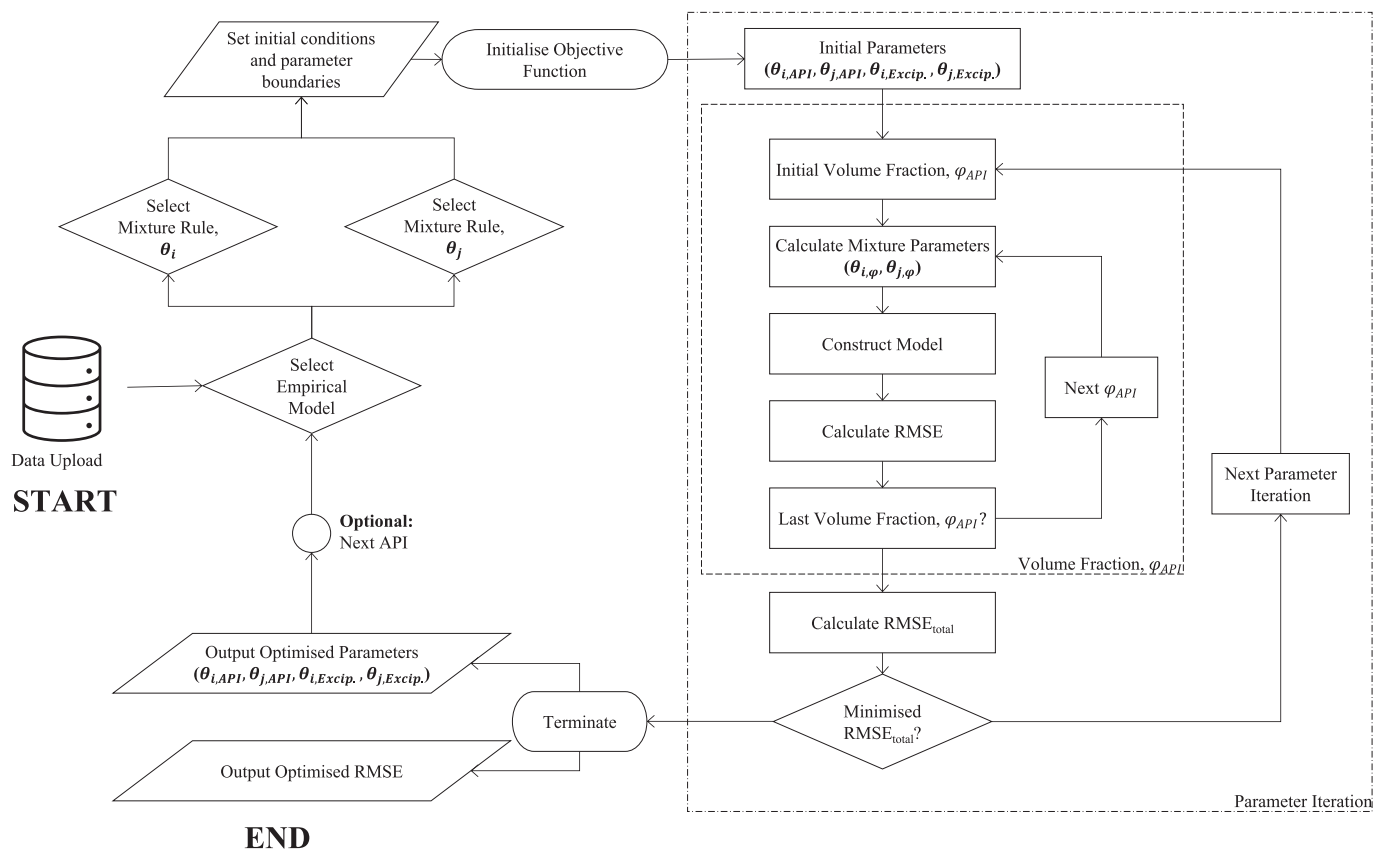 Set initial conditions
and parameter
boundaries
Initialise Objective
Function
Initial Parameters
(θi,API, θj,API, θi,Excip., θj,Excip.)
Initial Volume Fraction, φAPI
Select
Mixture Rule,
θi
Select
Mixture Rule,
θj
Calculate Mixture Parameters
(θi,φ, θj,φ)
Construct Model
Select
Empirical
Model
Next φAPI
Calculate RMSE
Data Upload
START
Next Parameter
Iteration
Last Volume Fraction, φAPI?
Optional:
Next API
Volume Fraction, φAPI
Calculate RMSEtotal
Output Optimised Parameters
(θi,API, θj,API, θi,Excip., θj,Excip.)
Terminate
Minimised
RMSEtotal?
Output Optimised RMSE
Parameter Iteration
END